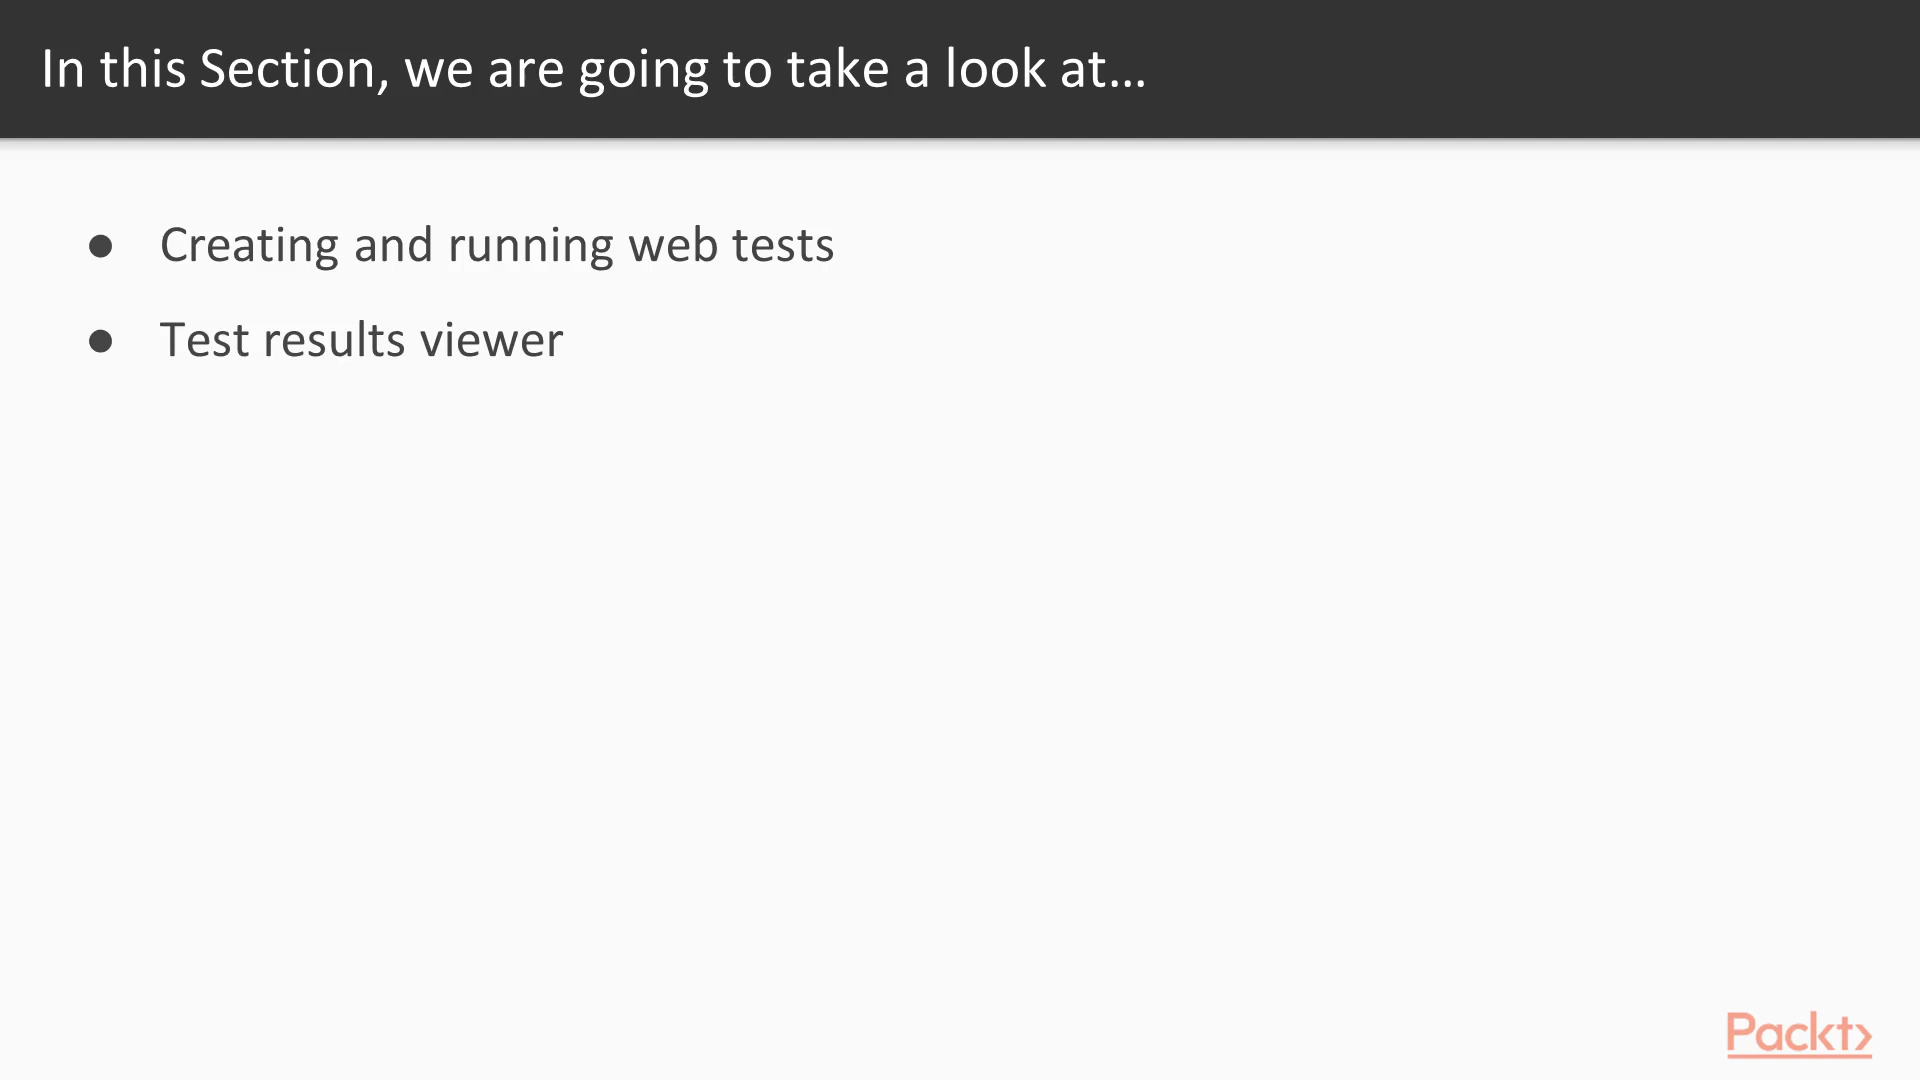 In this Section, we are going to take a look at...
● Creating and running web tests
● Test results viewer
Packt>